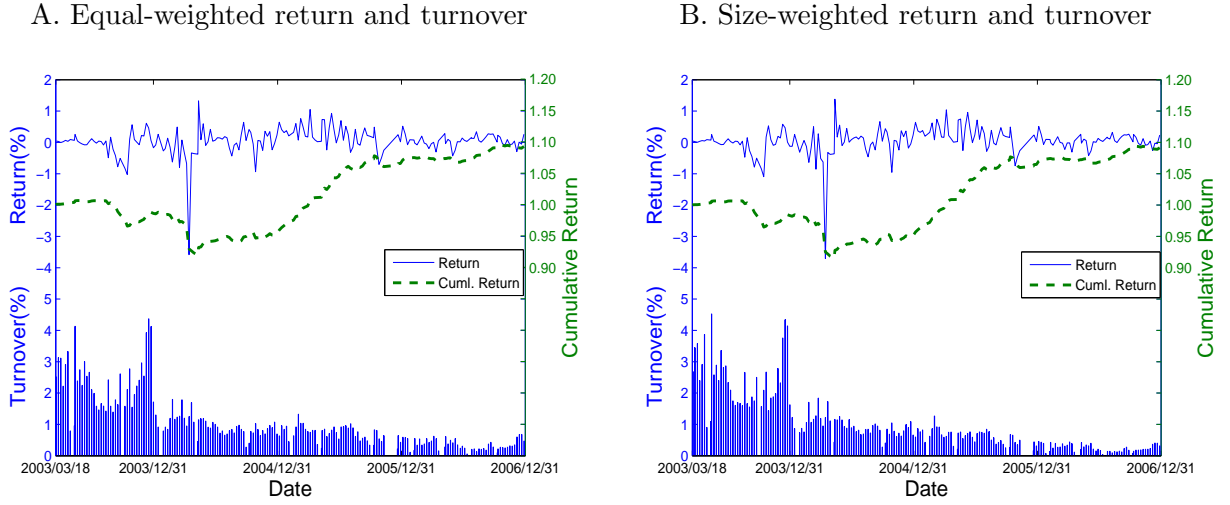 A. Equal-weighted return and turnover
2
1
0
−1
−2
−3
−4
5
4
3
2
1
0
Return(%)
Turnover(%)
1.20
1.15
1.10
1.05
1.00
0.95
0.90
Cumulative Return
Return
Cuml. Return
2003/03/18 2003/12/31 2004/12/31 2005/12/31 2006/12/31
Date
B. Size-weighted return and turnover
2
1
0
−1
−2
−3
−4
5
4
3
2
1
0
Return(%)
Turnover(%)
1.20
1.15
1.10
1.05
1.00
0.95
0.90
Cumulative Return
Return
Cuml. Return
2003/03/18 2003/12/31 2004/12/31 2005/12/31 2006/12/31
Date